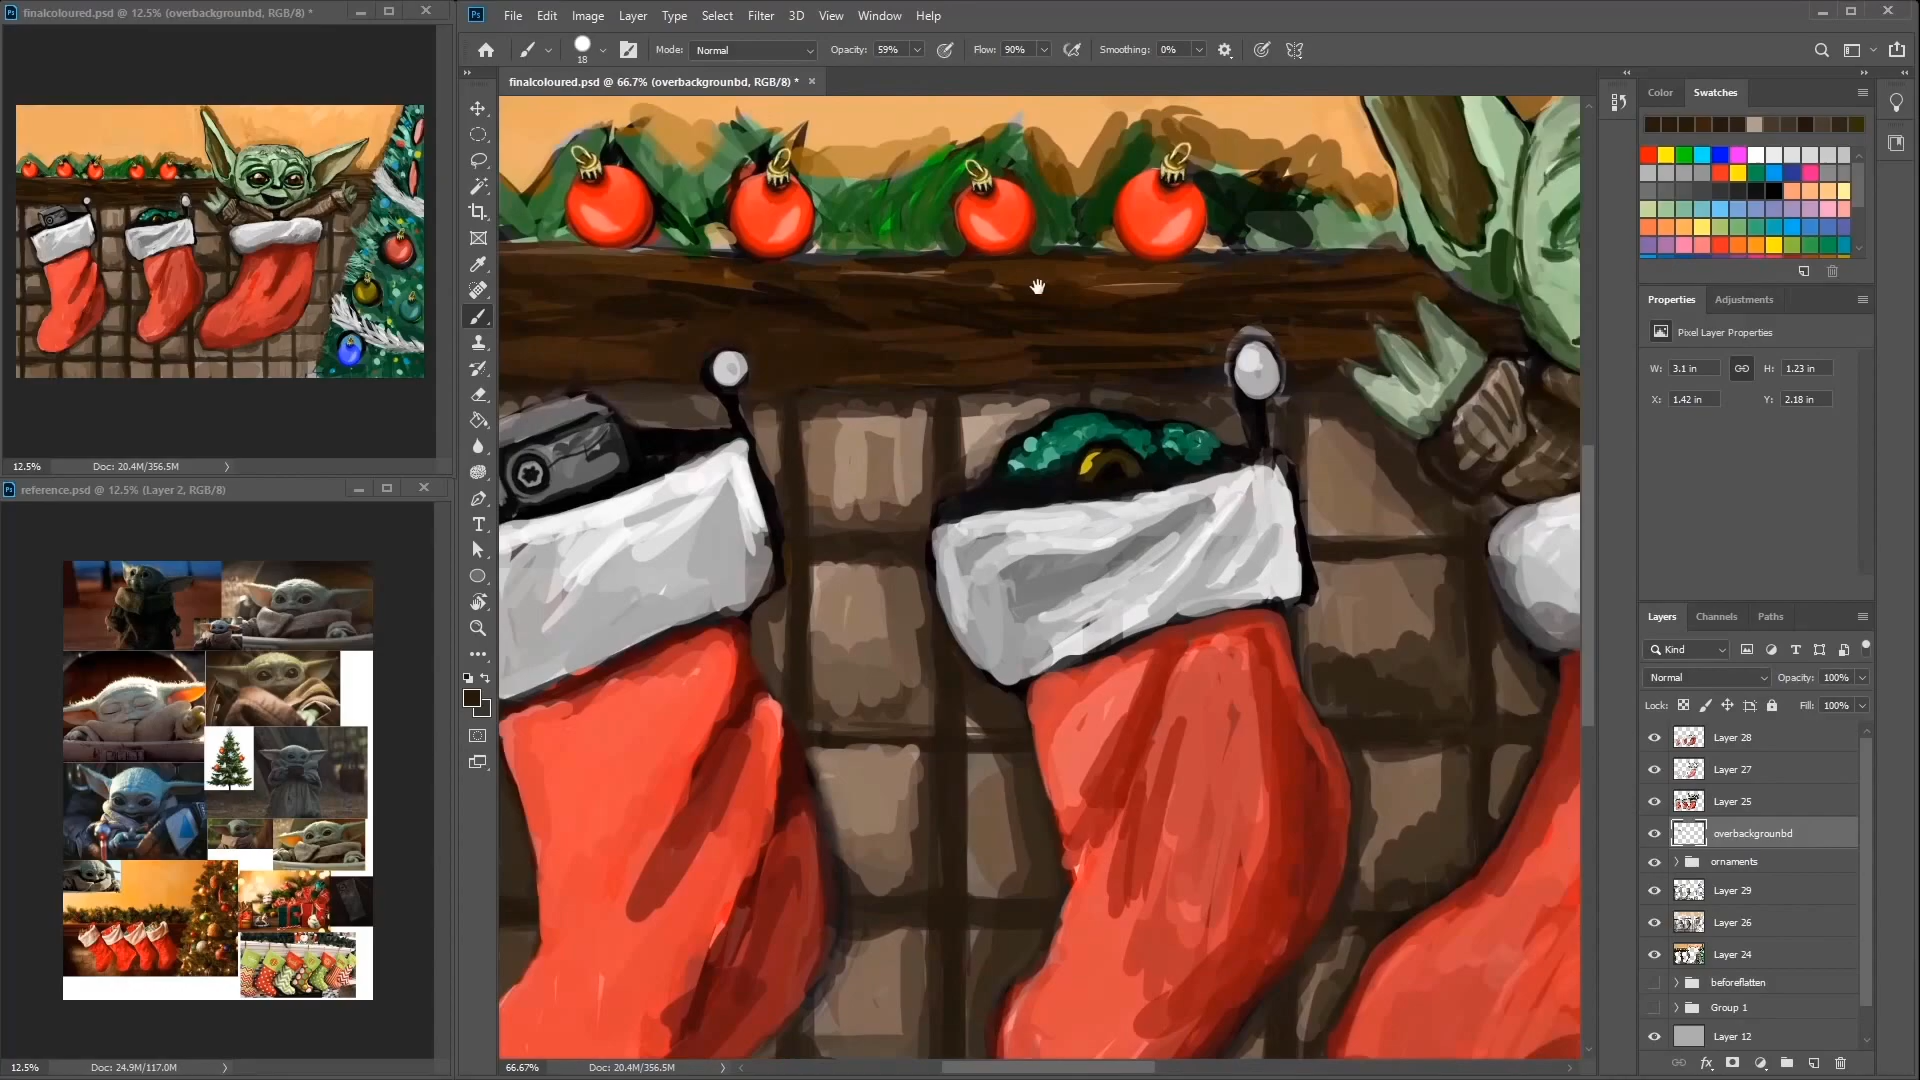 finalcoloured.psd @ 12.5% (overbackgrounbd, RGB/8) *
12.5%
Doc: 20.4M/356.5M
reference.psd @ 12.5% (Layer 2, RGB/8)
12.5%
Doc: 24.9M/117.0M
Ps
File Edit Image Layer Type Select Filter 3D View Window Help
18
Mode: Normal
Opacity: 59%
Flow: 90%
Smoothing: 0%
finalcoloured.psd @ 66.7% (overbackgrounbd, RGB/8) *
66.67%
Doc: 20.4M/356.5M
Color Swatches
Properties Adjustments
Pixel Layer Properties
W: 3.1 in H: 1.23 in
X: 1.42 in Y: 2.18 in
Layers Channels Paths
Kind
Normal Opacity: 100%
Lock: Fill: 100%
Layer 28
Layer 27
Layer 25
overbackgrounbd
ornaments
Layer 29
Layer 26
Layer 24
beforeflatten
Group 1
Layer 12